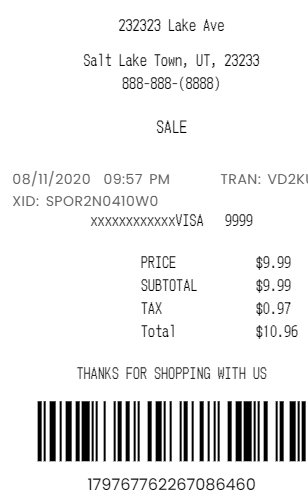 232323 Lake Ave
Salt Lake Town, UT, 23233
888-888-(8888)
SALE
08/11/2020 09:57 PM TRAN: VD2KU
XID: SPOR2N0410W0
xxxxxxxxxxxxVISA 9999
PRICE $9.99
SUBTOTAL $9.99
TAX $0.97
Total $10.96
THANKS FOR SHOPPING WITH US
179767762267086460